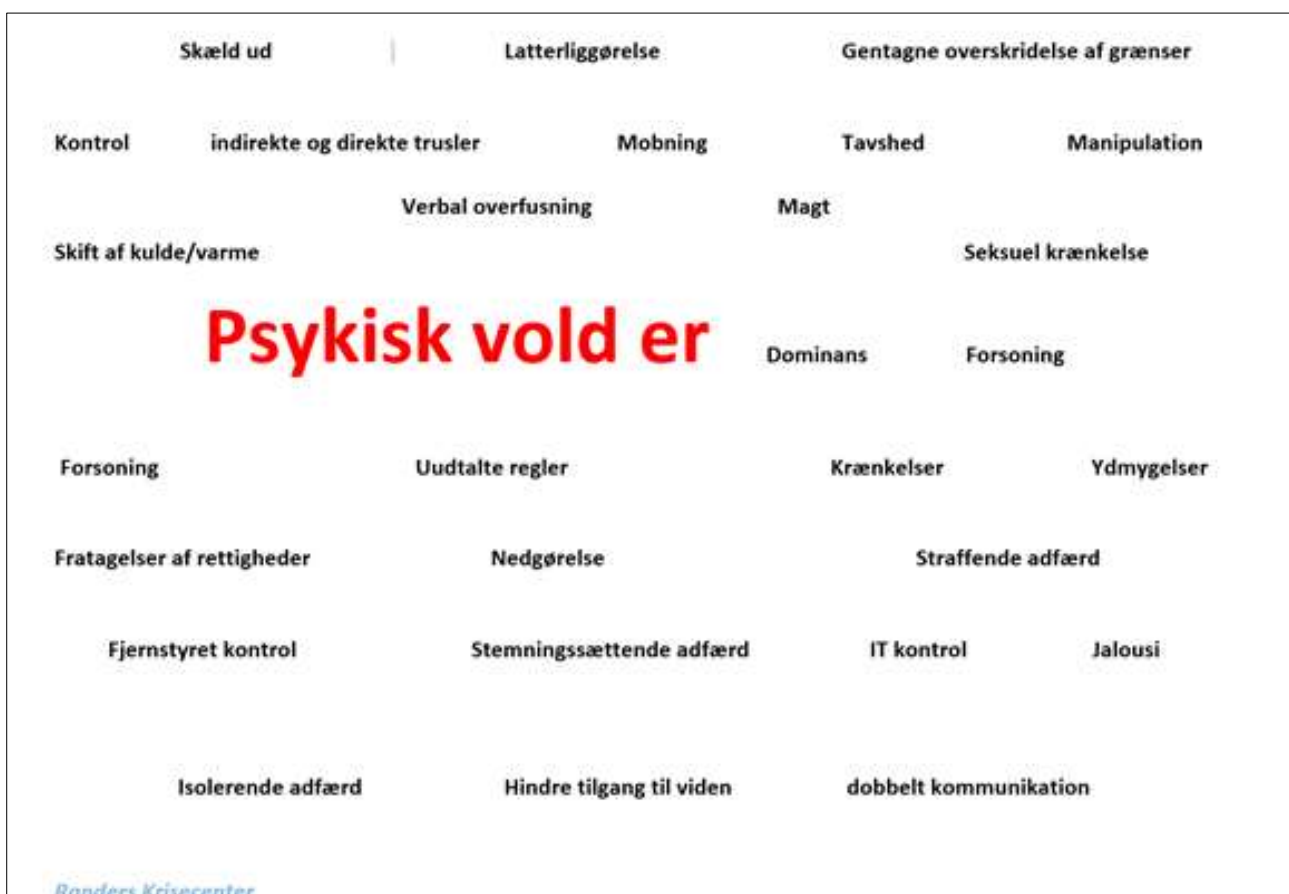 Skæld ud Latterliggørelse Gentagne overskridelse af grænser
Kontrol indirekte og direkte trusler Mobning Tavshed Manipulation
Verbal overfusning Magt
Skift af kulde/varme Seksuel krænkelse
Psykisk vold er Dominans Forsoning
Forsoning Uudtalte regler Krænkelser Ydmygelser
Fratagelser af rettigheder Nedgørelse Straffende adfærd
Fjernstyret kontrol Stemningssættende adfærd IT kontrol Jalousi
Isolerende adfærd Hindre tilgang til viden dobbelt kommunikation
Randers Krisecenter